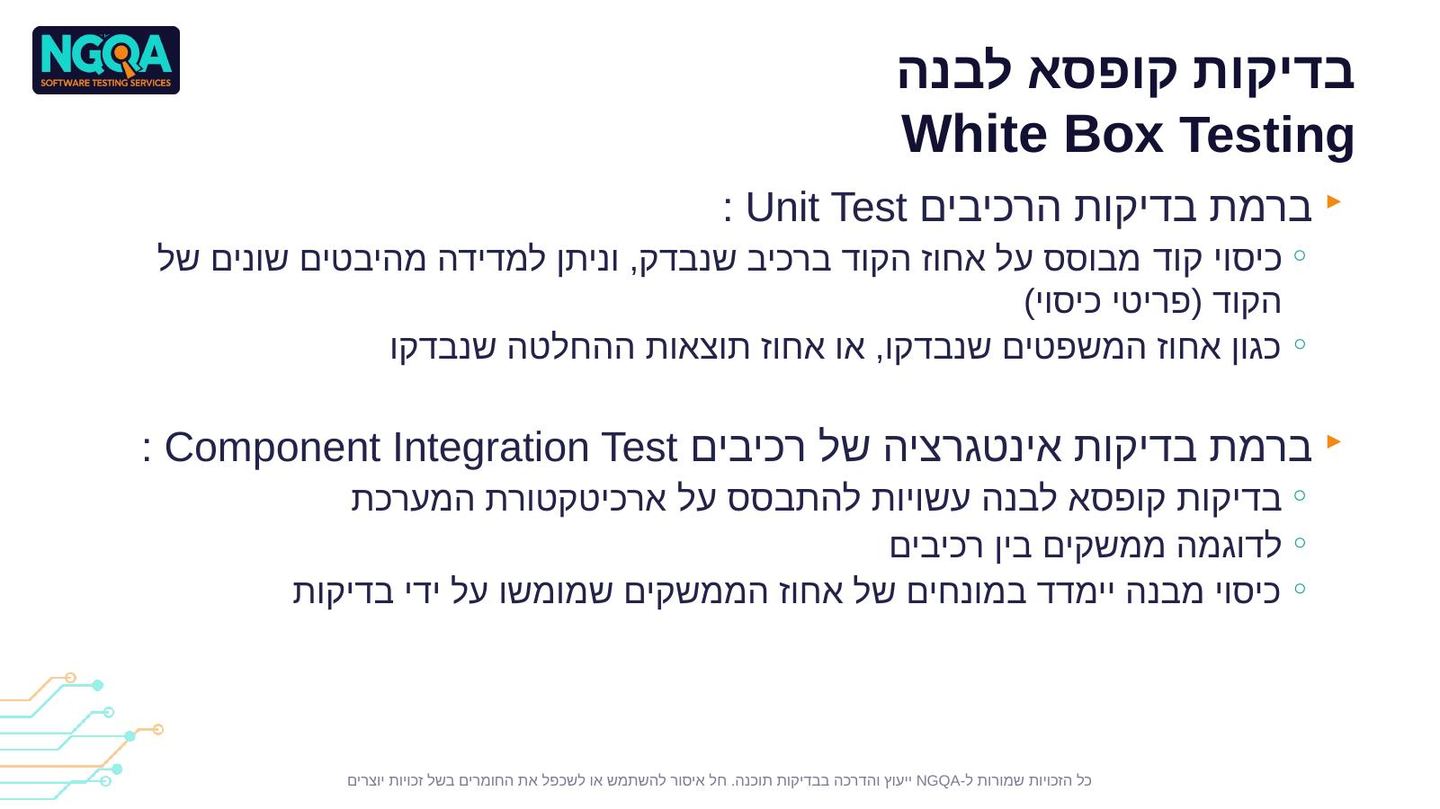 NGQA
SOFTWARE TESTING SERVICES
בדיקות קופסא לבנה
White Box Testing
ברמת בדיקות הרכיבים Unit Test :
כיסוי קוד מבוסס על אחוז הקוד ברכיב שנבדק, וניתן למדידה מהיבטים שונים של
הקוד (פריטי כיסוי)
כגון אחוז המשפטים שנבדקו, או אחוז תוצאות ההחלטה שנבדקו
ברמת בדיקות אינטגרציה של רכיבים Component Integration Test :
בדיקות קופסא לבנה עשויות להתבסס על ארכיטקטורת המערכת
לדוגמה ממשקים בין רכיבים
כיסוי מבנה יימדד במונחים של אחוז הממשקים שמומשו על ידי בדיקות
כל הזכויות שמורות ל-NGQA ייעוץ והדרכה בבדיקות תוכנה. חל איסור להשתמש או לשכפל את החומרים בשל זכויות יוצרים